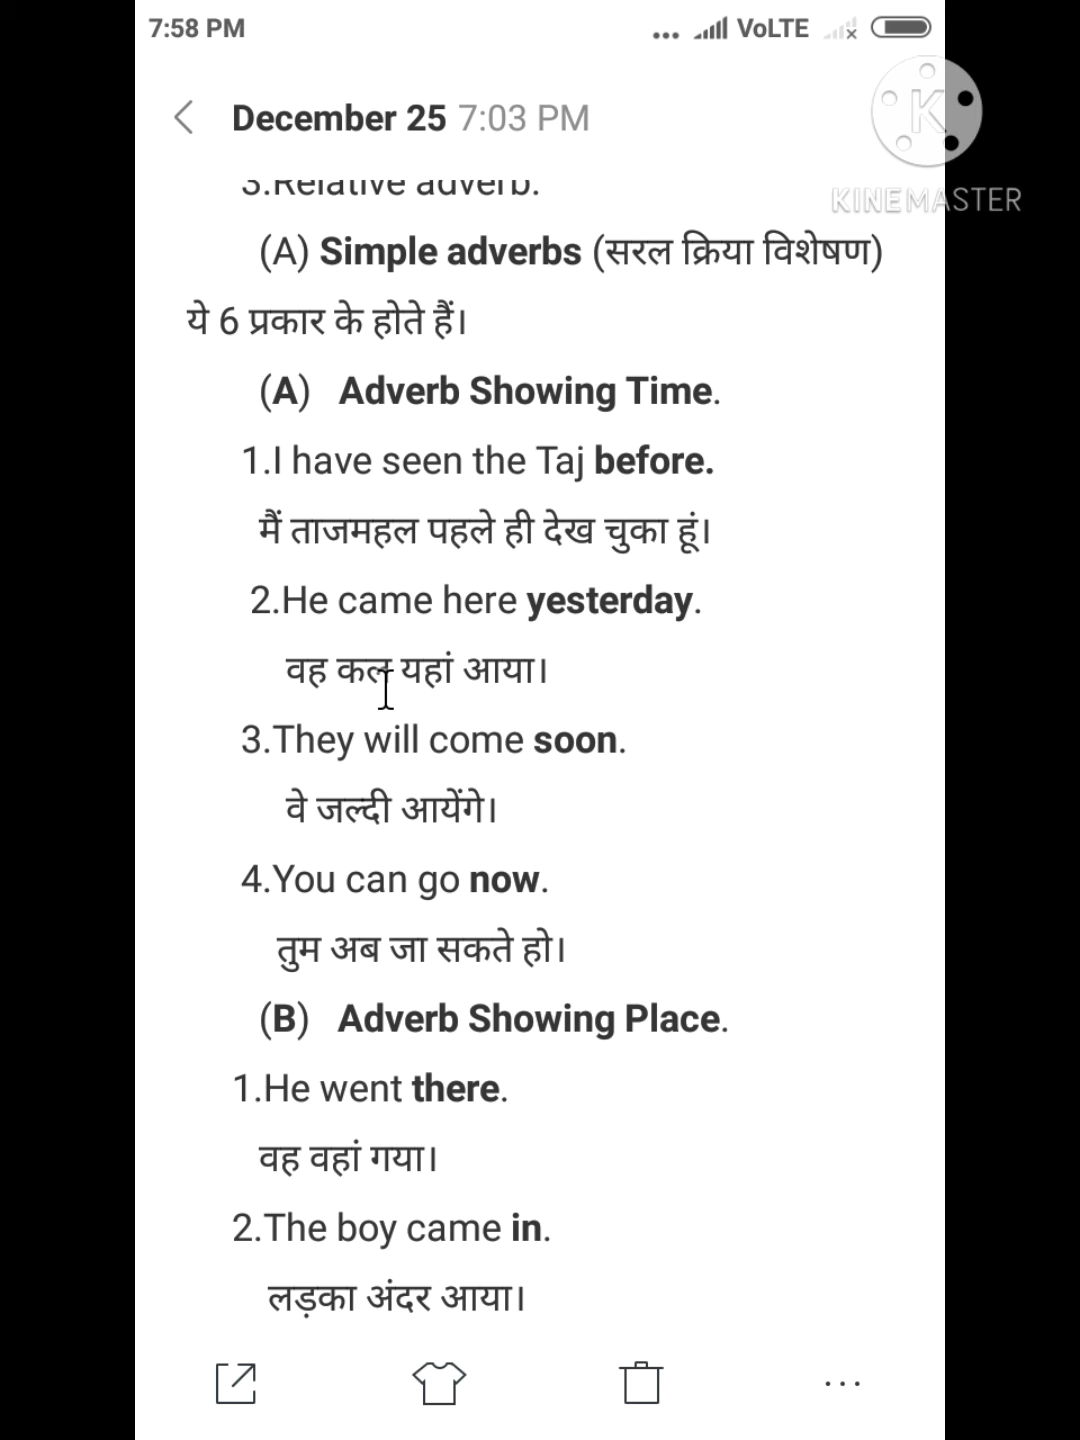 7:58 PM
... VoLTE
December 25 7:03 PM
K
KINEMASTER
3.Relative adverb.
(A) Simple adverbs (सरल क्रिया विशेषण)
ये 6 प्रकार के होते हैं।
(A) Adverb Showing Time.
1.I have seen the Taj before.
मैं ताजमहल पहले ही देख चुका हूं।
2.He came here yesterday.
वह कल यहां आया।
3.They will come soon.
वे जल्दी आयेंगे।
4.You can go now.
तुम अब जा सकते हो।
(B) Adverb Showing Place.
1.He went there.
वह वहां गया।
2.The boy came in.
लड़का अंदर आया।